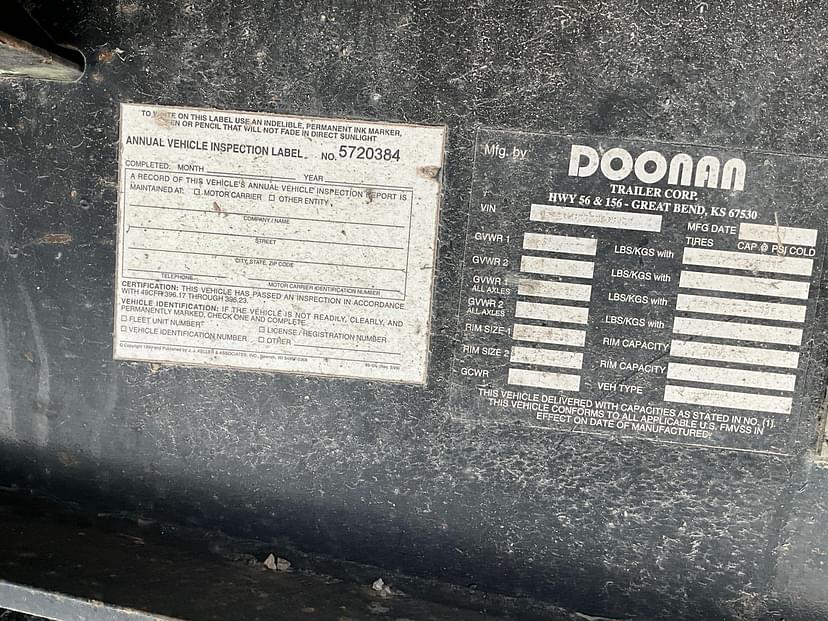 TO WRITE ON THIS LABEL USE AN INDELIBLE, PERMANENT INK MARKER,
PEN OR PENCIL THAT WILL NOT FADE IN DIRECT SUNLIGHT
ANNUAL VEHICLE INSPECTION LABEL NO. 5720384
COMPLETED: MONTH YEAR
A RECORD OF THIS VEHICLE'S ANNUAL VEHICLE INSPECTION REPORT IS
MAINTAINED AT: ☐ MOTOR CARRIER ☐ OTHER ENTITY
COMPANY NAME
STREET
CITY, STATE, ZIP CODE
TELEPHONE MOTOR CARRIER IDENTIFICATION NUMBER
CERTIFICATION: THIS VEHICLE HAS PASSED AN INSPECTION IN ACCORDANCE
WITH 49CFR 396.17 THROUGH 396.23.
VEHICLE IDENTIFICATION: IF THE VEHICLE IS NOT READILY, CLEARLY, AND
PERMANENTLY MARKED, CHECK ONE AND COMPLETE.
☐ FLEET UNIT NUMBER ☐ LICENSE / REGISTRATION NUMBER
☐ VEHICLE IDENTIFICATION NUMBER ☐ OTHER
Mfg. by DOONAN
TRAILER CORP.
HWY 56 & 156 - GREAT BEND, KS 67530
VIN MFG DATE
TIRES CAP @ PSI COLD
GVWR 1 LBS/KGS with
GVWR 2 LBS/KGS with
GVWR 1
ALL AXLES LBS/KGS with
GVWR 2
ALL AXLES LBS/KGS with
RIM SIZE 1 RIM CAPACITY
RIM SIZE 2 RIM CAPACITY
GCWR VEH TYPE
THIS VEHICLE DELIVERED WITH CAPACITIES AS STATED IN NO. (1)
THIS VEHICLE CONFORMS TO ALL APPLICABLE U.S. FMVSS IN
EFFECT ON DATE OF MANUFACTURED.